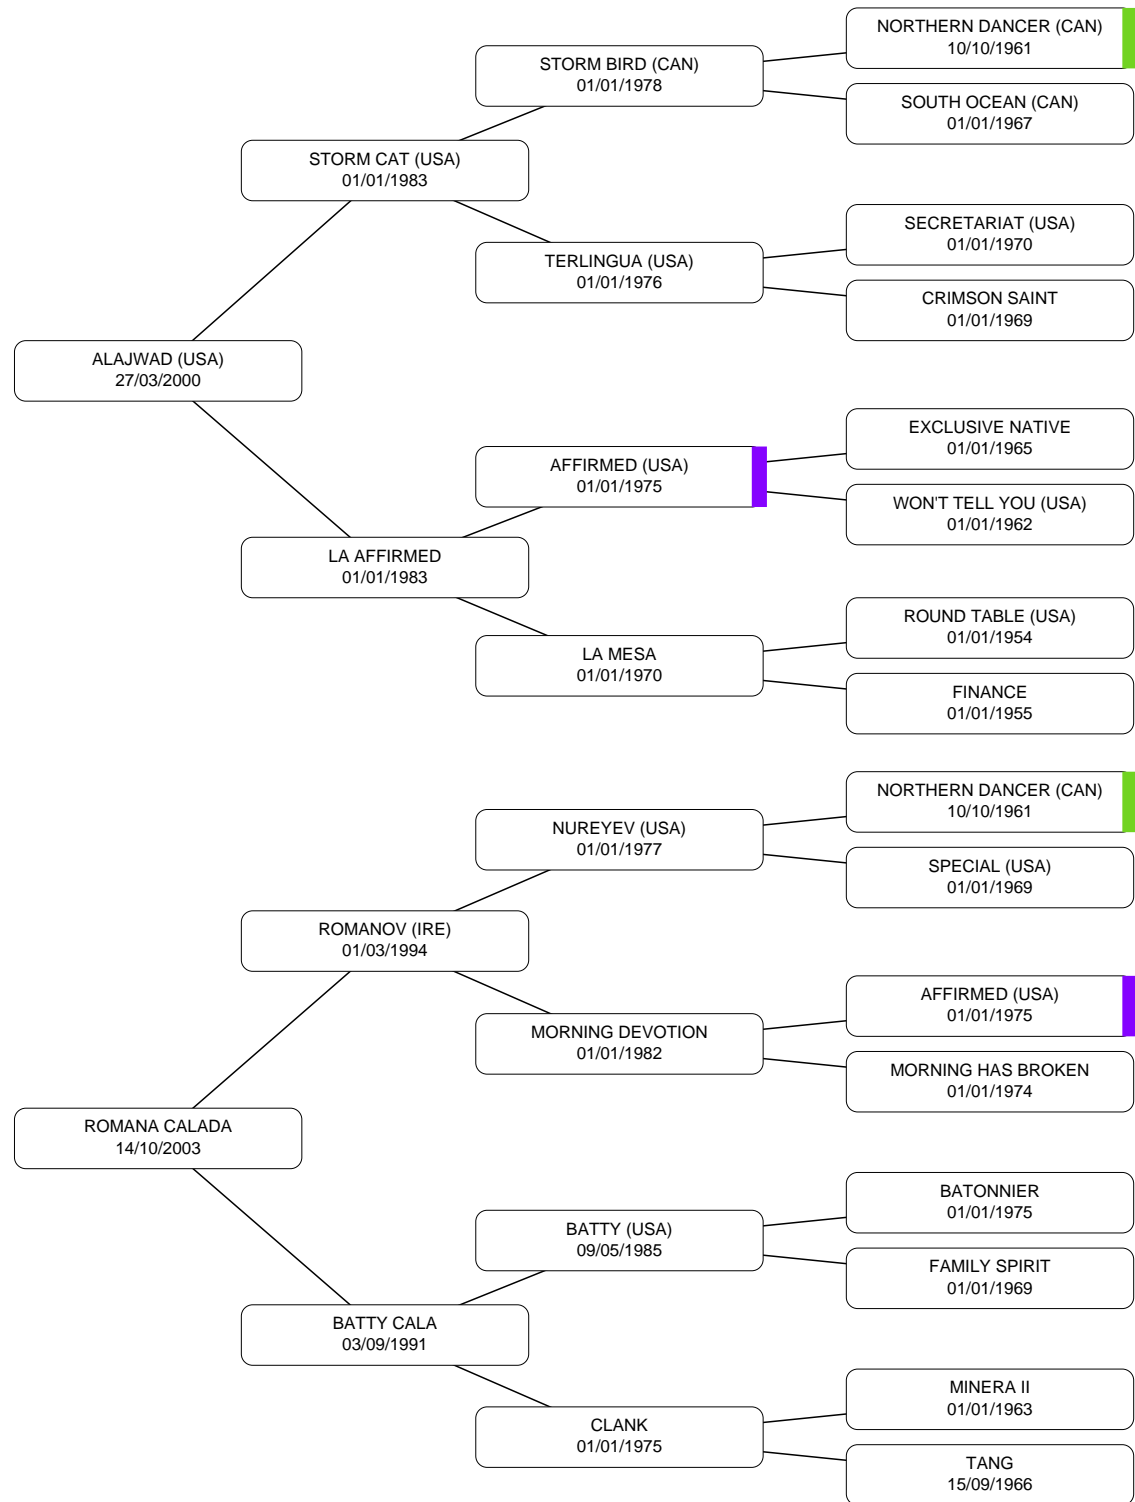 NORTHERN DANCER (CAN)
10/10/1961
STORM BIRD (CAN)
01/01/1978
SOUTH OCEAN (CAN)
01/01/1967
STORM CAT (USA)
01/01/1983
SECRETARIAT (USA)
01/01/1970
TERLINGUA (USA)
01/01/1976
CRIMSON SAINT
01/01/1969
ALAJWAD (USA)
27/03/2000
EXCLUSIVE NATIVE
01/01/1965
AFFIRMED (USA)
01/01/1975
WON'T TELL YOU (USA)
01/01/1962
LA AFFIRMED
01/01/1983
ROUND TABLE (USA)
01/01/1954
LA MESA
01/01/1970
FINANCE
01/01/1955
NORTHERN DANCER (CAN)
10/10/1961
NUREYEV (USA)
01/01/1977
SPECIAL (USA)
01/01/1969
ROMANOV (IRE)
01/03/1994
AFFIRMED (USA)
01/01/1975
MORNING DEVOTION
01/01/1982
MORNING HAS BROKEN
01/01/1974
ROMANA CALADA
14/10/2003
BATONNIER
01/01/1975
BATTY (USA)
09/05/1985
FAMILY SPIRIT
01/01/1969
BATTY CALA
03/09/1991
MINERA II
01/01/1963
CLANK
01/01/1975
TANG
15/09/1966